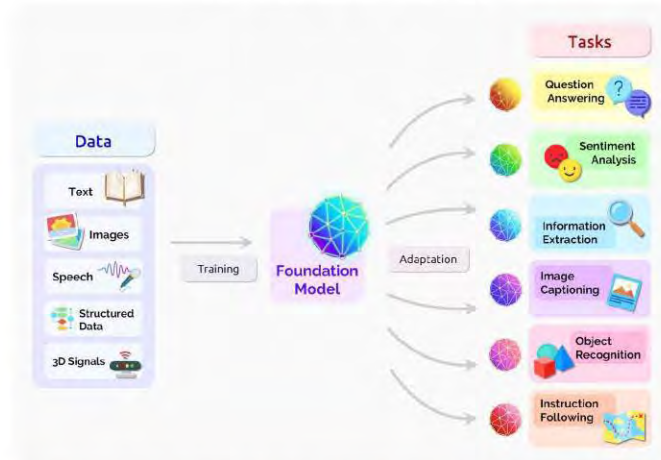 Tasks
Question
Answering
Data
Sentiment
Analysis
Text
Images
Information
Extraction
Speech
Training
Foundation
Model
Adaptation
Image
Captioning
Structured
Data
3D Signals
Object
Recognition
Instruction
Following